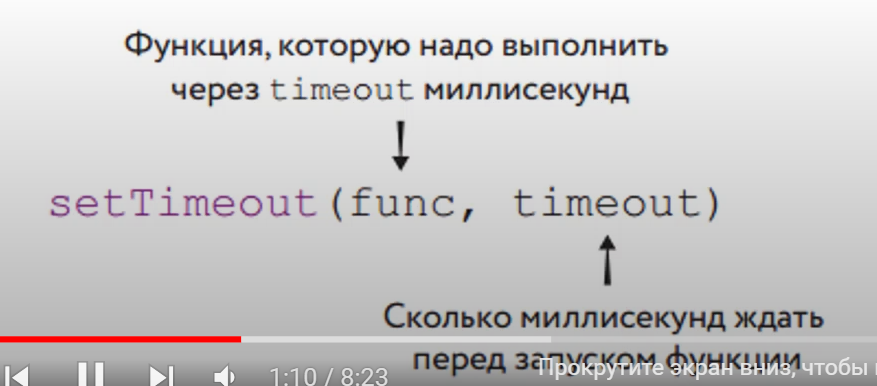 Функция, которую надо выполнить
через timeout миллисекунд
setTimeout(func, timeout)
Сколько миллисекунд ждать
перед запуском функции
Прокрутите экран вниз, чтобы
1:10 / 8:23